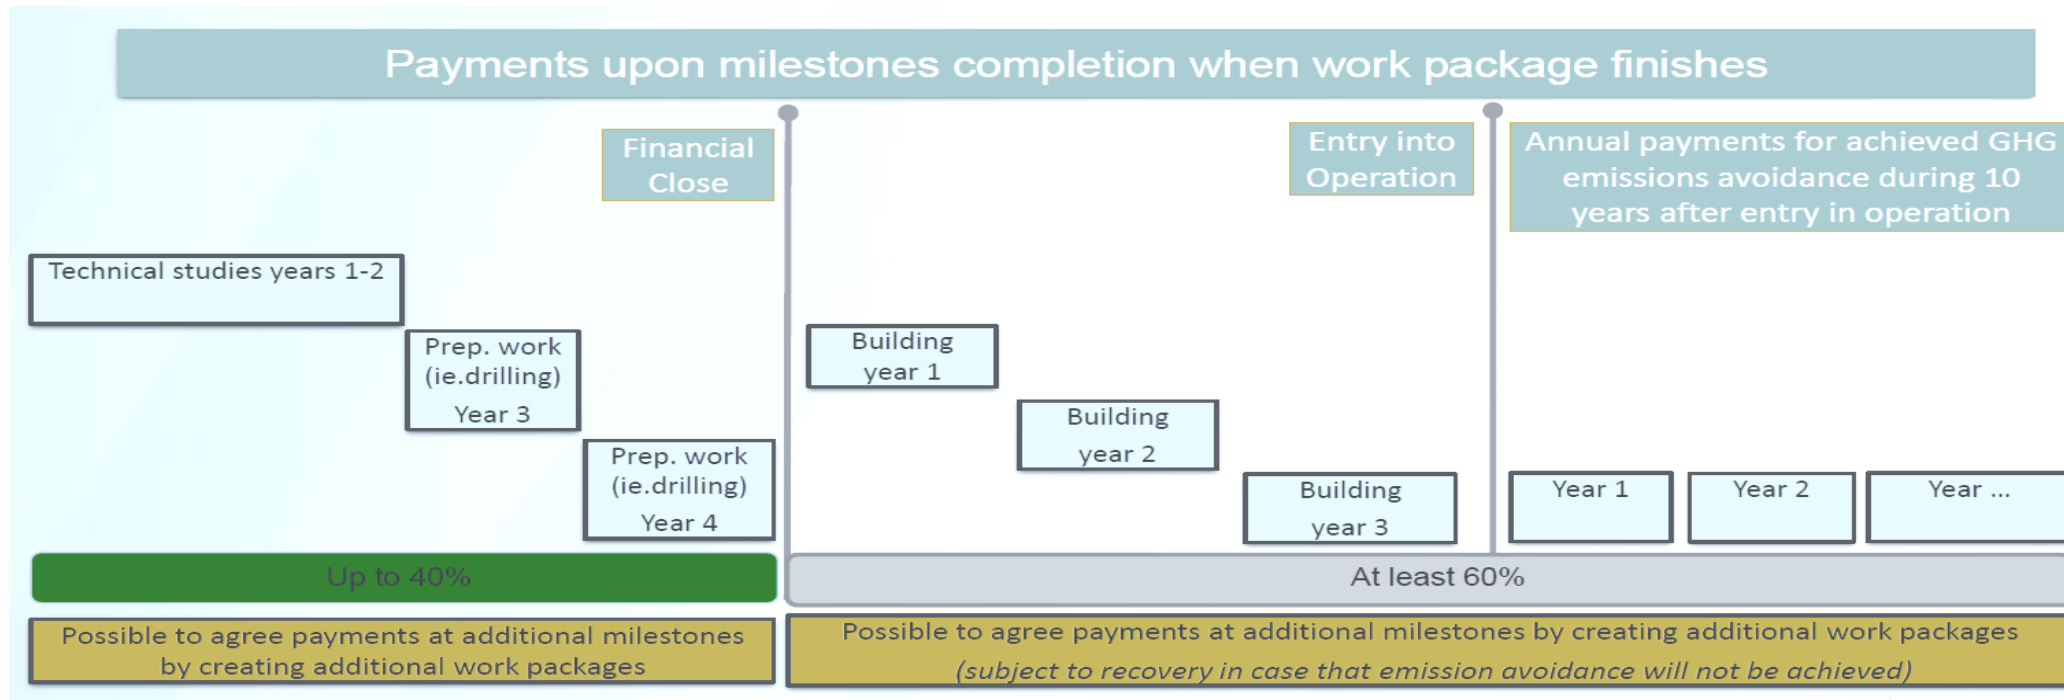 Payments upon milestones completion when work package finishes
Financial
Close
Entry into
Operation
Annual payments for achieved GHG
emissions avoidance during 10
years after entry in operation
Technical studies years 1-2
Prep. work
(ie.drilling)
Year 3
Prep. work
(ie.drilling)
Year 4
Building
year 1
Building
year 2
Building
year 3
Year 1
Year 2
Year ...
Up to 40%
At least 60%
Possible to agree payments at additional milestones
by creating additional work packages
Possible to agree payments at additional milestones by creating additional work packages
(subject to recovery in case that emission avoidance will not be achieved)